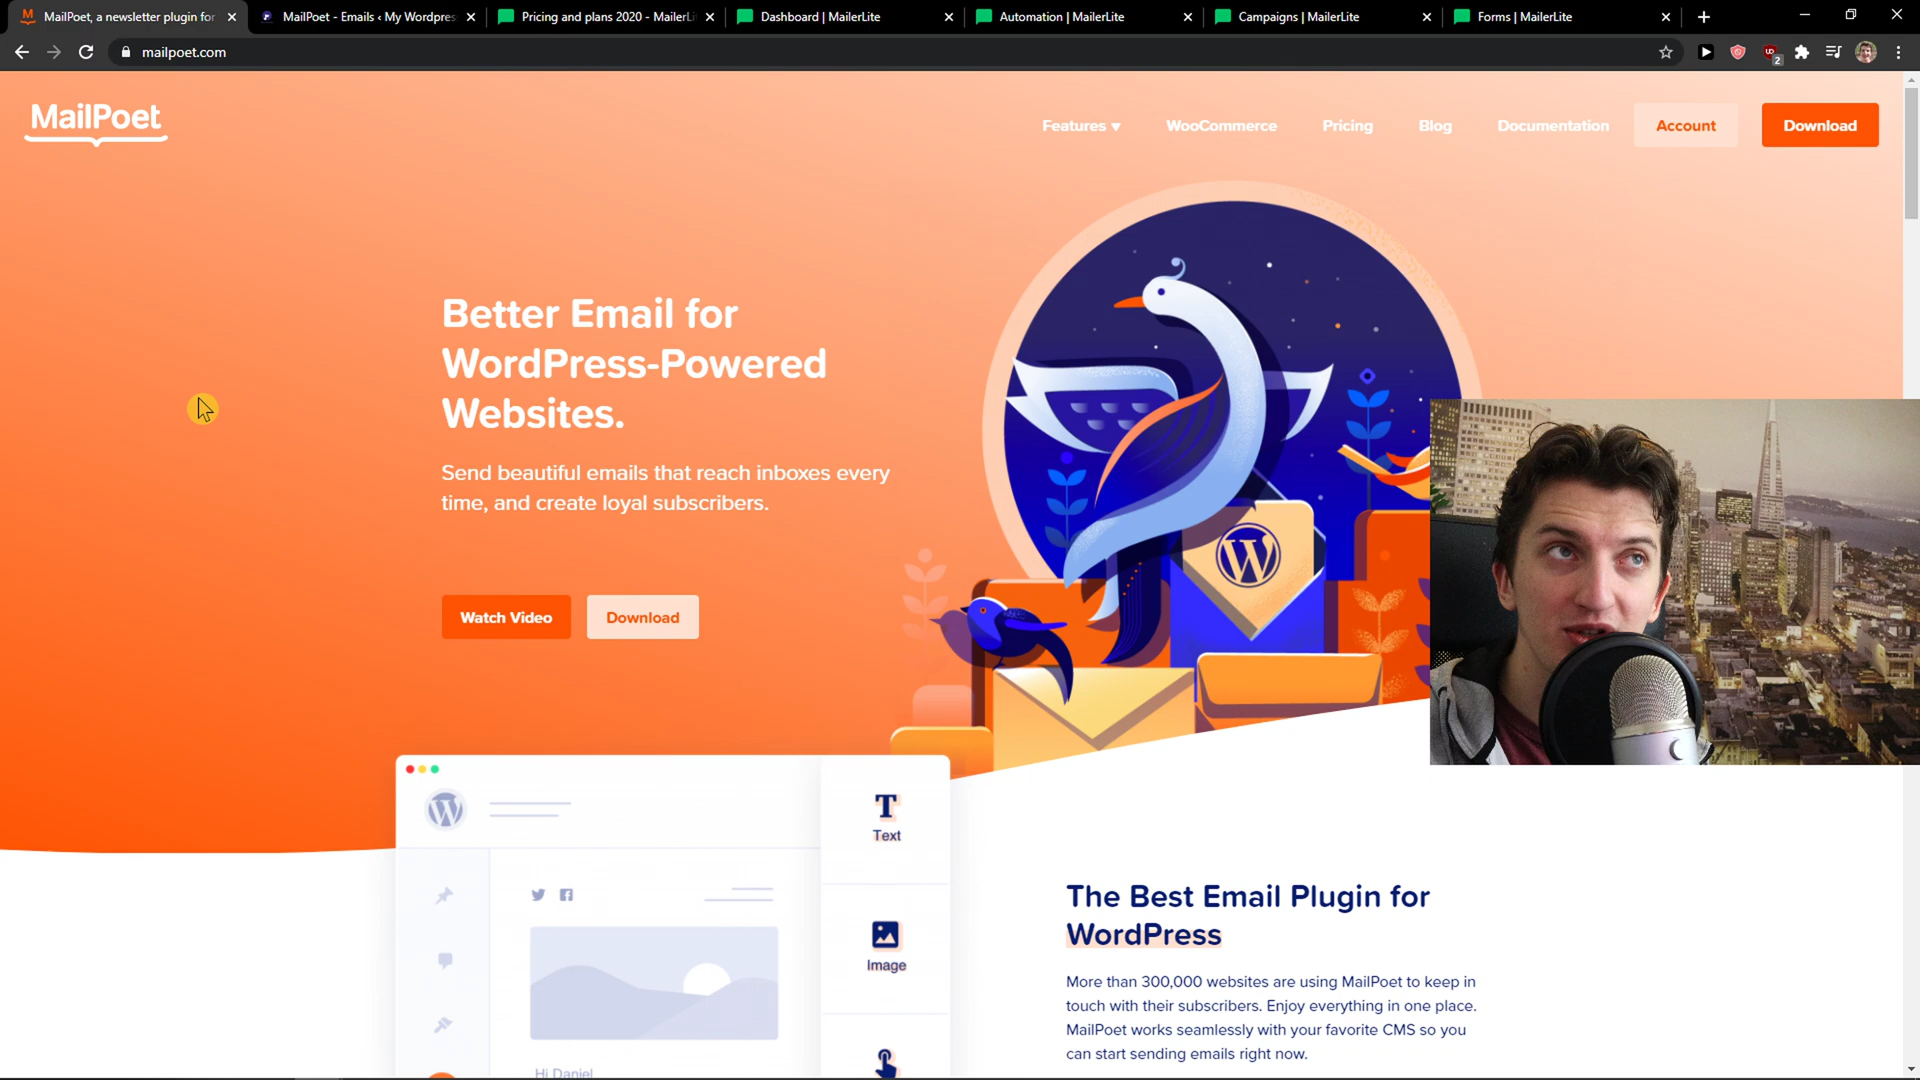 MailPoet, a newsletter plugin for
MailPoet - Emails ‹ My Wordpres
Pricing and plans 2020 - MailerLi
Dashboard | MailerLite
Automation | MailerLite
Campaigns | MailerLite
Forms | MailerLite
mailpoet.com
2
MailPoet
Features ▼
WooCommerce
Pricing
Blog
Documentation
Account
Download
Better Email for
WordPress-Powered
Websites.
Send beautiful emails that reach inboxes every
time, and create loyal subscribers.
Watch Video
Download
T
Text
Image
Hi Daniel
The Best Email Plugin for
WordPress
More than 300,000 websites are using MailPoet to keep in
touch with their subscribers. Enjoy everything in one place.
MailPoet works seamlessly with your favorite CMS so you
can start sending emails right now.